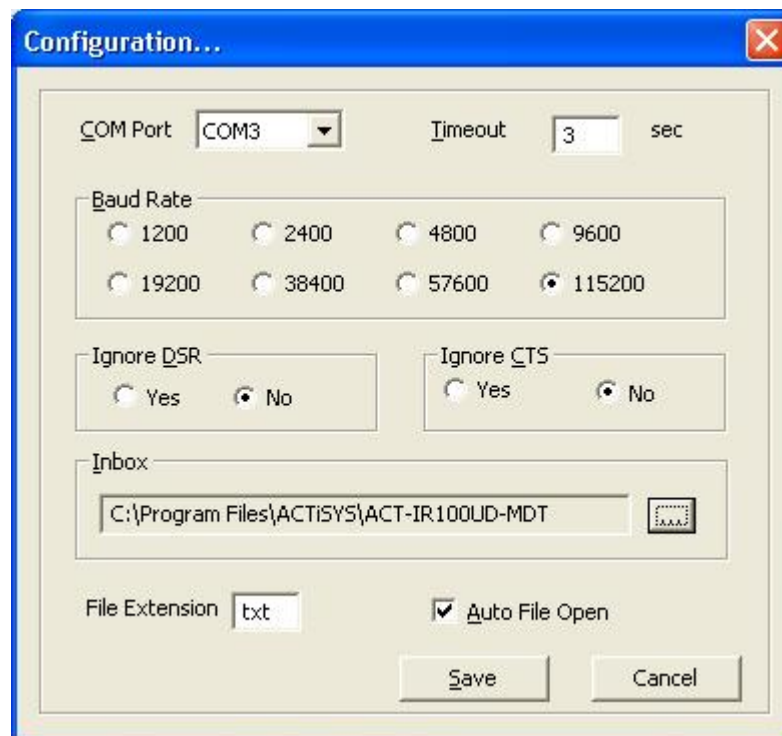 Configuration...
COM Port COM3 Timeout 3 sec
Baud Rate
1200 2400 4800 9600
19200 38400 57600 115200
Ignore DSR Ignore CTS
Yes No Yes No
Inbox
C:\Program Files\ACTiSYS\ACT-IR100UD-MDT ...
File Extension txt Auto File Open
Save Cancel